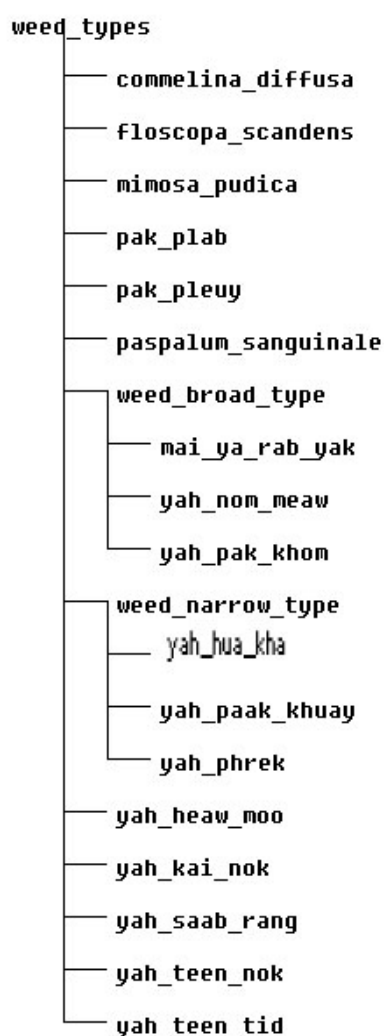 weed_types
commelina_diffusa
floscopa_scandens
mimosa_pudica
pak_plab
pak_pleuy
paspalum_sanguinale
weed_broad_type
mai_ya_rab_yak
yah_nom_meaw
yah_pak_khom
weed_narrow_type
yah_hua_kha
yah_paak_khuay
yah_phrek
yah_heaw_moo
yah_kai_nok
yah_saab_rang
yah_teen_nok
yah_teen_tid